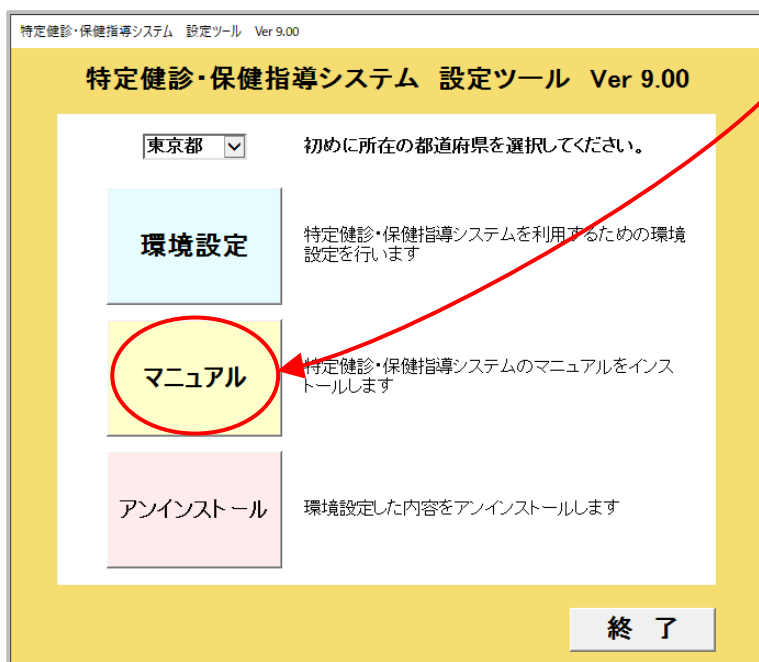 特定健診・保健指導システム 設定ツール Ver 9.00
特定健診・保健指導システム 設定ツール Ver 9.00
東京都
初めに所在の都道府県を選択してください。
環境設定
特定健診・保健指導システムを利用するための環境
設定を行います
マニュアル
特定健診・保健指導システムのマニュアルをインス
トールします
アンインストール
環境設定した内容をアンインストールします
終 了